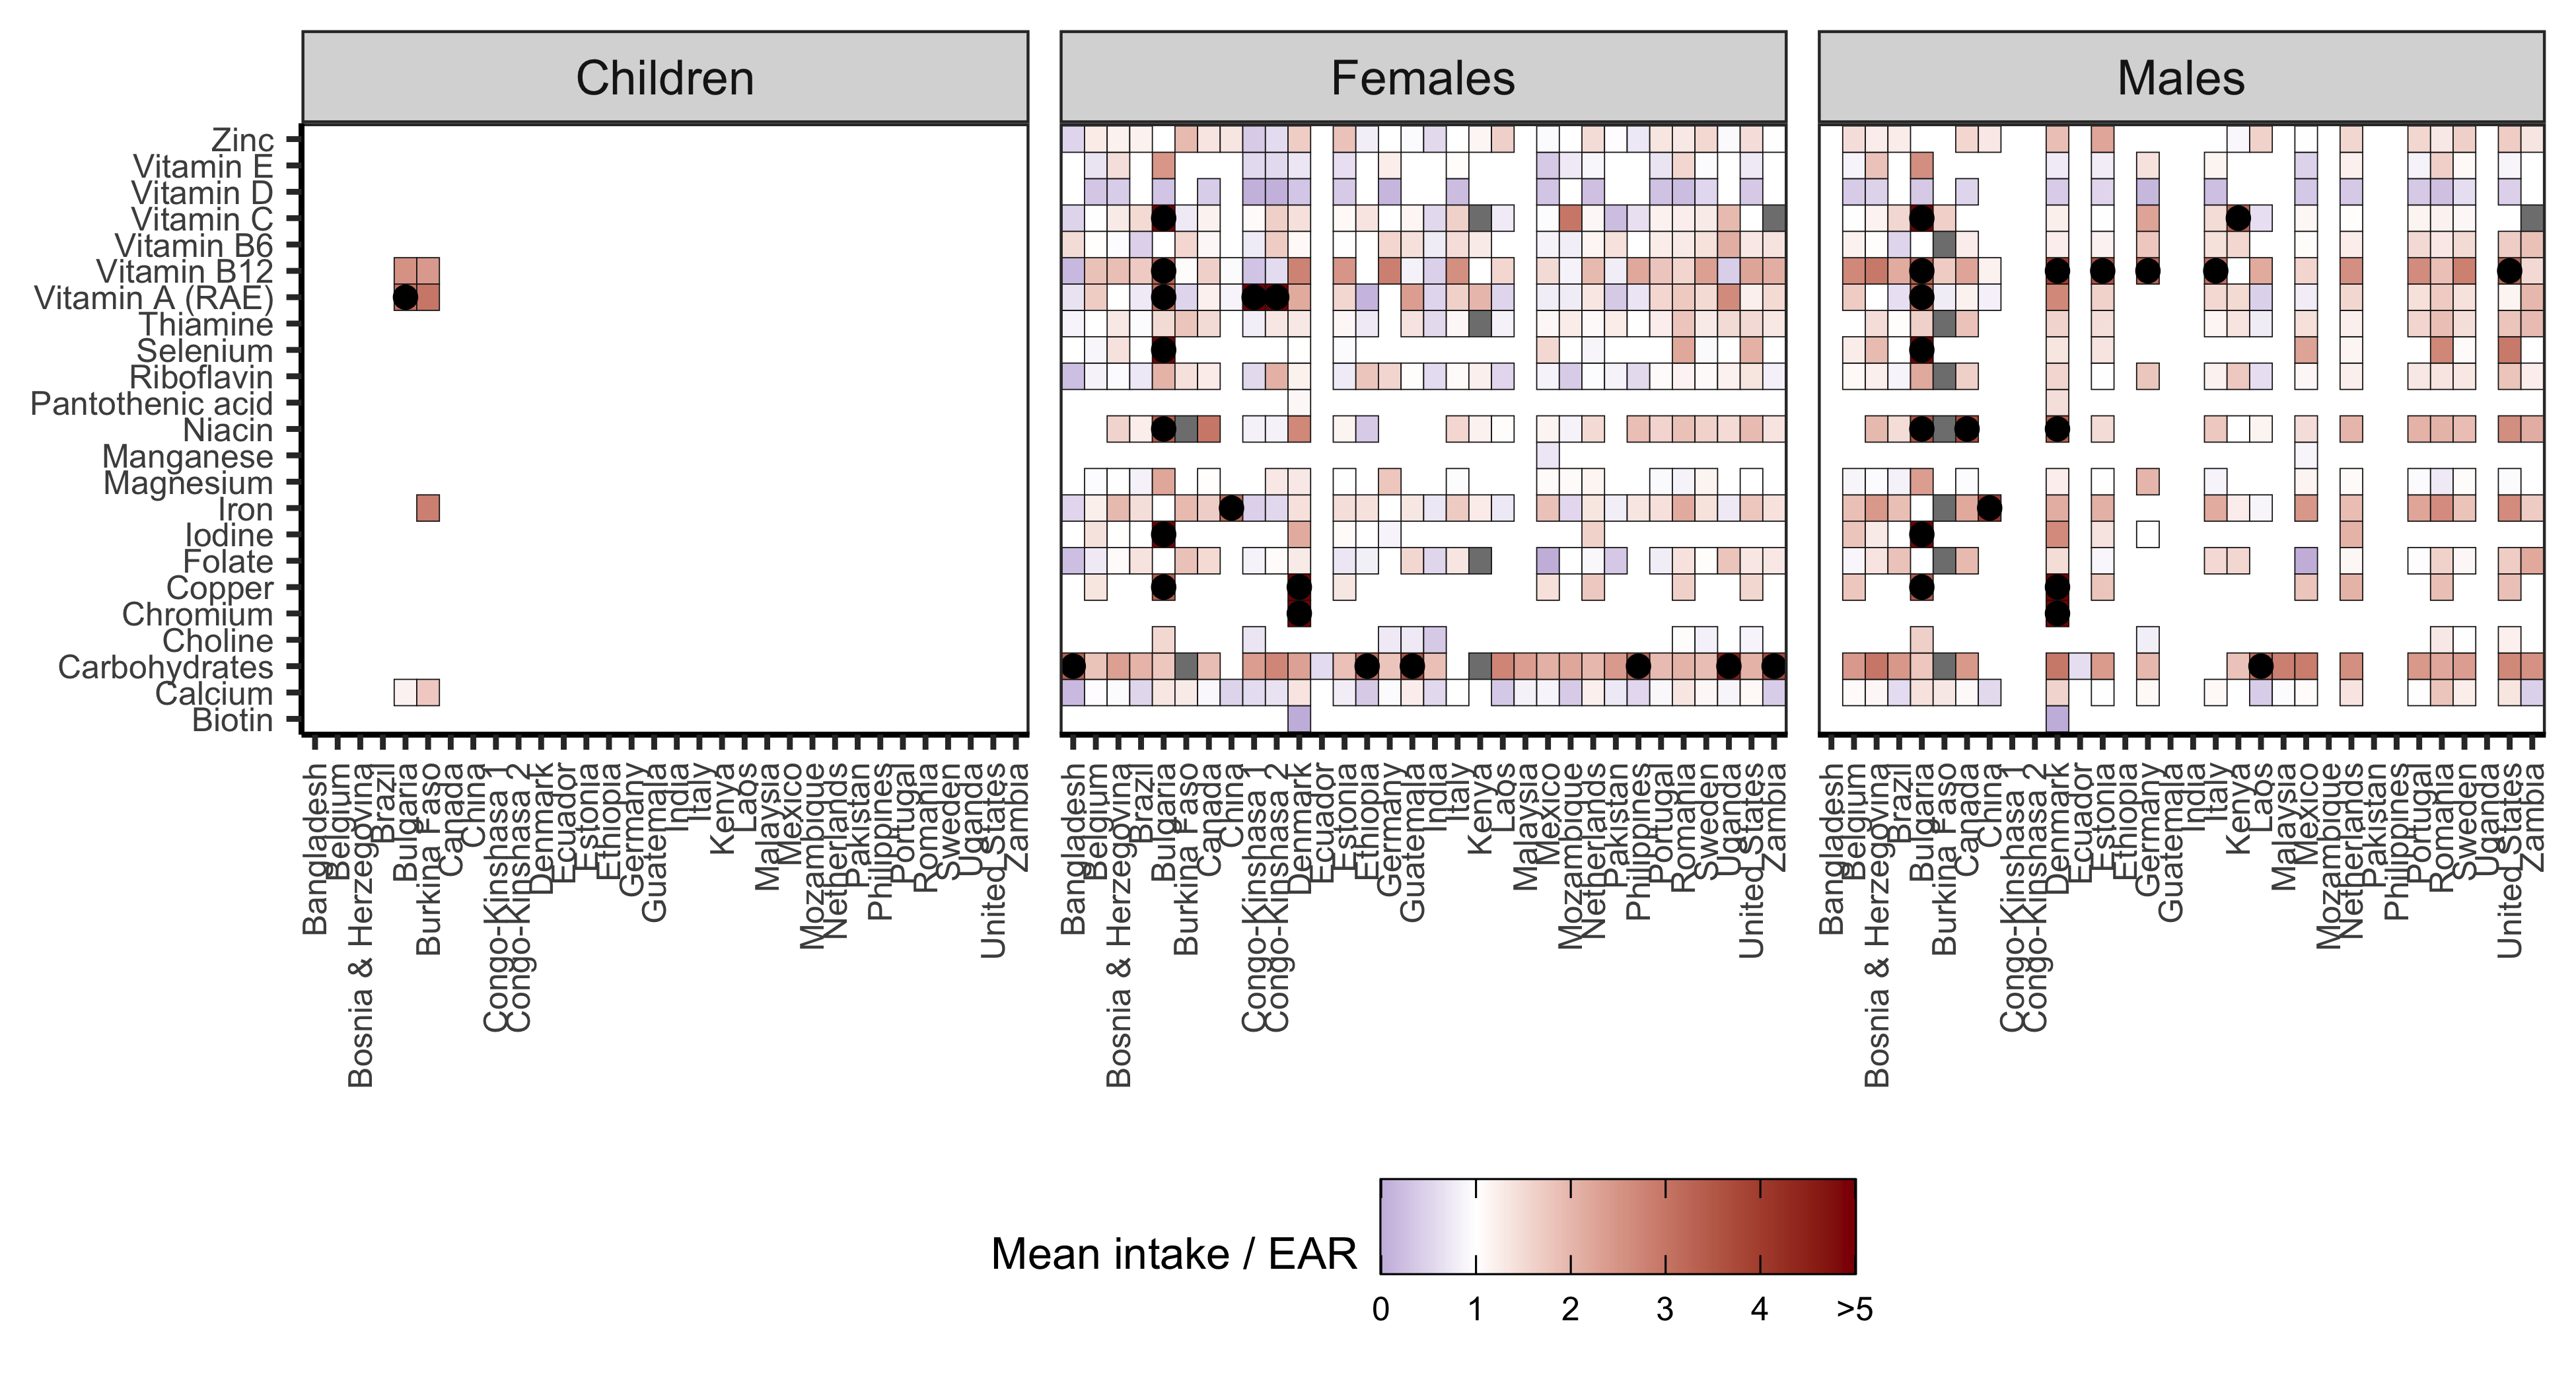 Children
Females
Males
Zinc
Vitamin E
Vitamin D
Vitamin C
Vitamin B6
Vitamin B12
Vitamin A (RAE)
Thiamine
Selenium
Riboflavin
Pantothenic acid
Niacin
Manganese
Magnesium
Iron
Iodine
Folate
Copper
Chromium
Choline
Carbohydrates
Calcium
Biotin
Bangladesh
Belgium
Bosnia & Herzegovina
Brazil
Bulgaria
Burkina Faso
Canada
China
Congo-Kinshasa 1
Congo-Kinshasa 2
Denmark
Ecuador
Estonia
Ethiopia
Germany
Guatemala
India
Italy
Kenya
Laos
Malaysia
Mexico
Mozambique
Netherlands
Pakistan
Philippines
Portugal
Romania
Sweden
Uganda
United States
Zambia
Bangladesh
Belgium
Bosnia & Herzegovina
Brazil
Bulgaria
Burkina Faso
Canada
China
Congo-Kinshasa 1
Congo-Kinshasa 2
Denmark
Ecuador
Estonia
Ethiopia
Germany
Guatemala
India
Italy
Kenya
Laos
Malaysia
Mexico
Mozambique
Netherlands
Pakistan
Philippines
Portugal
Romania
Sweden
Uganda
United States
Zambia
Bangladesh
Belgium
Bosnia & Herzegovina
Brazil
Bulgaria
Burkina Faso
Canada
China
Congo-Kinshasa 1
Congo-Kinshasa 2
Denmark
Ecuador
Estonia
Ethiopia
Germany
Guatemala
India
Italy
Kenya
Laos
Malaysia
Mexico
Mozambique
Netherlands
Pakistan
Philippines
Portugal
Romania
Sweden
Uganda
United States
Zambia
Mean intake / EAR
0 1 2 3 4 >5